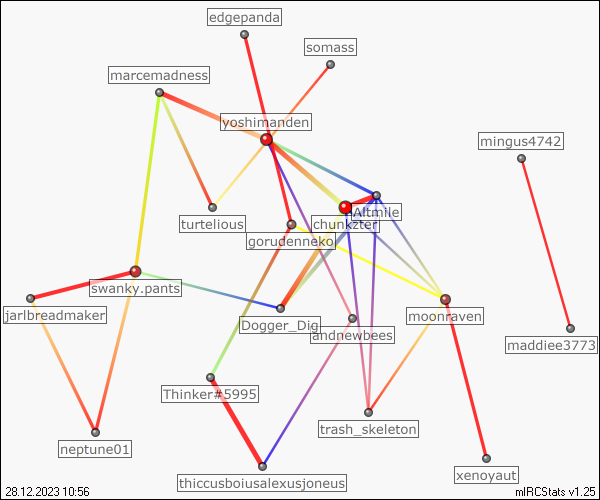 edgepanda
somass
marcemadness
yoshimanden
mingus4742
Altmile
turtelious
chunkzter
gorudenneko
swanky.pants
jarlbreadmaker
moonraven
Dogger_Dig
andnewbees
maddiee3773
Thinker#5995
trash_skeleton
neptune01
xenoyaut
thiccusboiusalexusjoneus
28.12.2023 10:56
mIRCStats v1.25